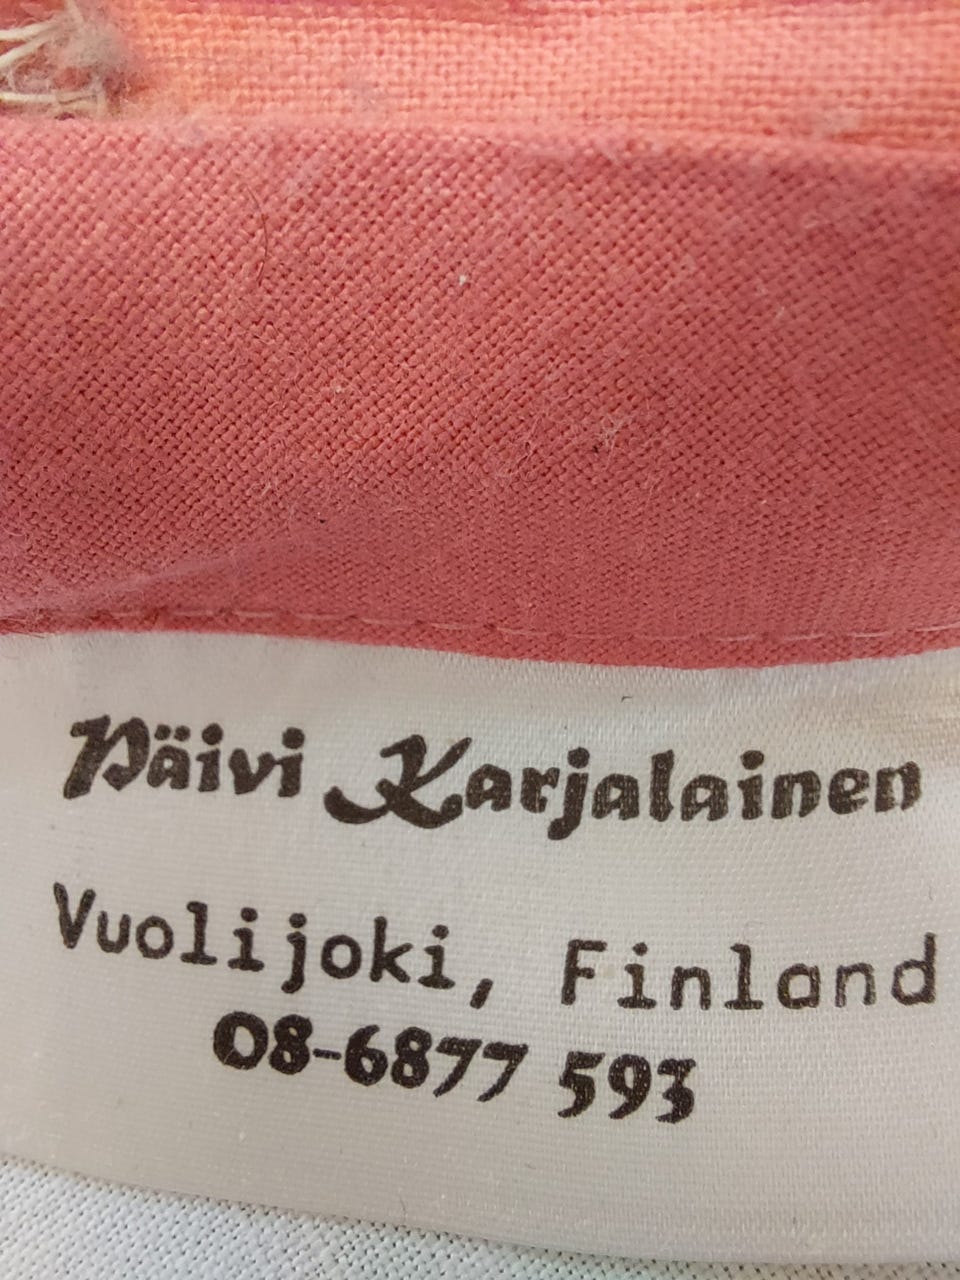 Päivi Karjalainen
Vuolijoki, Finland
08-6877 593